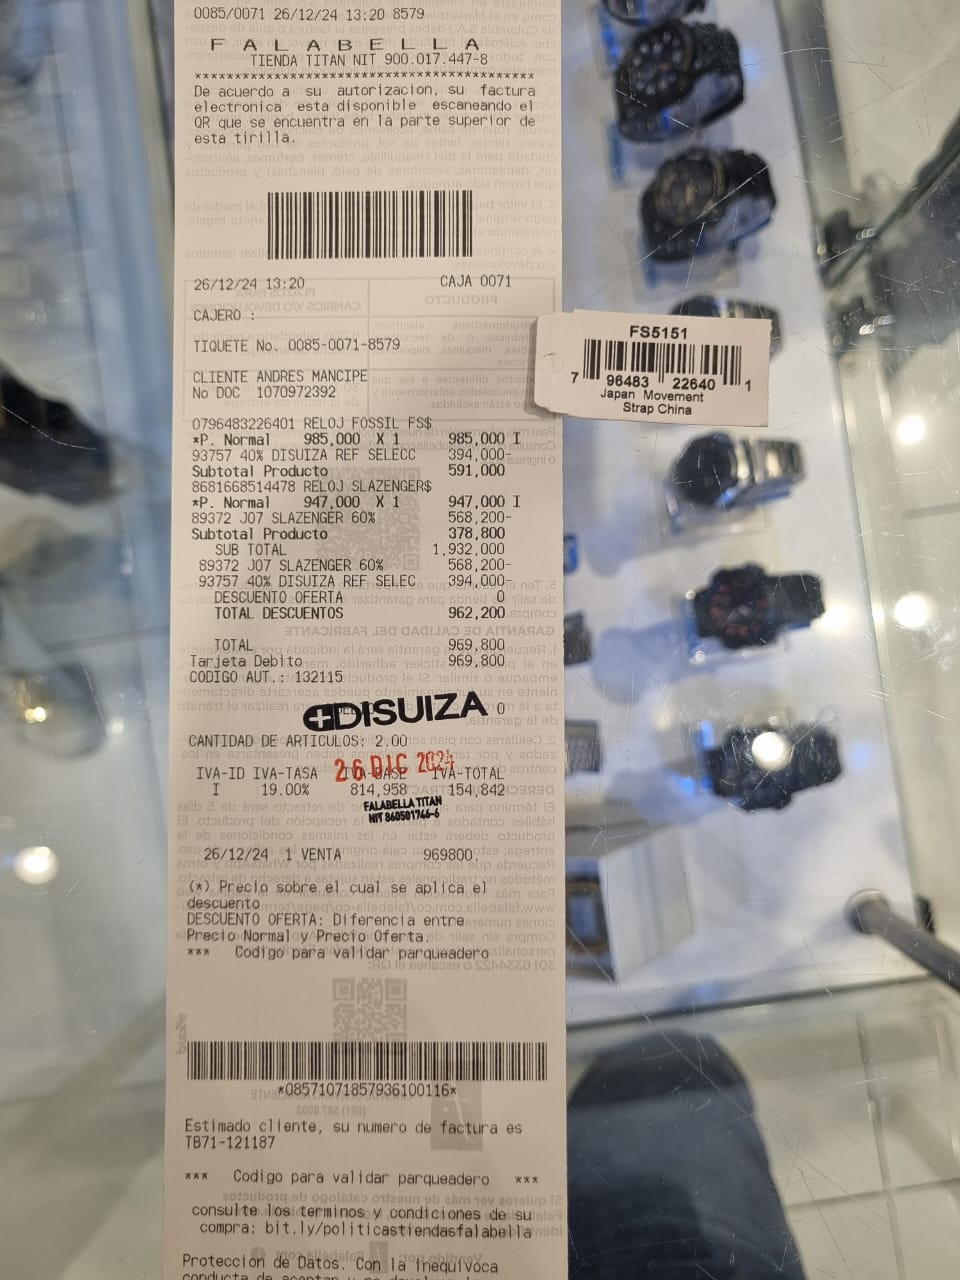 0085/0071 26/12/24 13:20 8579
FALABELLA
TIENDA TITAN NIT 900.017.447-8
******************************************
De acuerdo a su autorizacion, su factura
electronica esta disponible escaneando el
QR que se encuentra en la parte superior de
esta tirilla.
26/12/24 13:20 CAJA 0071
CAJERO :
TIQUETE No. 0085-0071-8579
CLIENTE ANDRES MANCIPE
No DOC 1070972392
0796483226401 RELOJ FOSSIL FS$
*P. Normal 985,000 X 1 985,000 I
93757 40% DISUIZA REF SELECC 394,000-
Subtotal Producto 591,000
8681668514478 RELOJ SLAZENGER$
*P. Normal 947,000 X 1 947,000 I
89372 J07 SLAZENGER 60% 568,200-
Subtotal Producto 378,800
SUB TOTAL 1,932,000
89372 J07 SLAZENGER 60% 568,200-
93757 40% DISUIZA REF SELEC 394,000-
DESCUENTO OFERTA 0
TOTAL DESCUENTOS 962,200
TOTAL 969,800
Tarjeta Debito 969,800
CODIGO AUT.: 132115
DISUIZA 0
CANTIDAD DE ARTICULOS: 2.00
26 DIC 2024
IVA-ID IVA-TASA IVA-BASE IVA-TOTAL
I 19.00% 814,958 154,842
FALABELLA TITAN
NIT 860501746-6
26/12/24 1 VENTA 969800.
(*) Precio sobre el cual se aplica el
descuento
DESCUENTO OFERTA: Diferencia entre
Precio Normal y Precio Oferta.
*** Codigo para validar parqueadero
*08571071857936100116*
Estimado cliente, su numero de factura es
TB71-121187
*** Codigo para validar parqueadero ***
consulte los terminos y condiciones de su
compra: bit.ly/politicastiendasfalabella
Proteccion de Datos. Con la inequivoca
FS5151
7 96483 22640 1
Japan Movement
Strap China